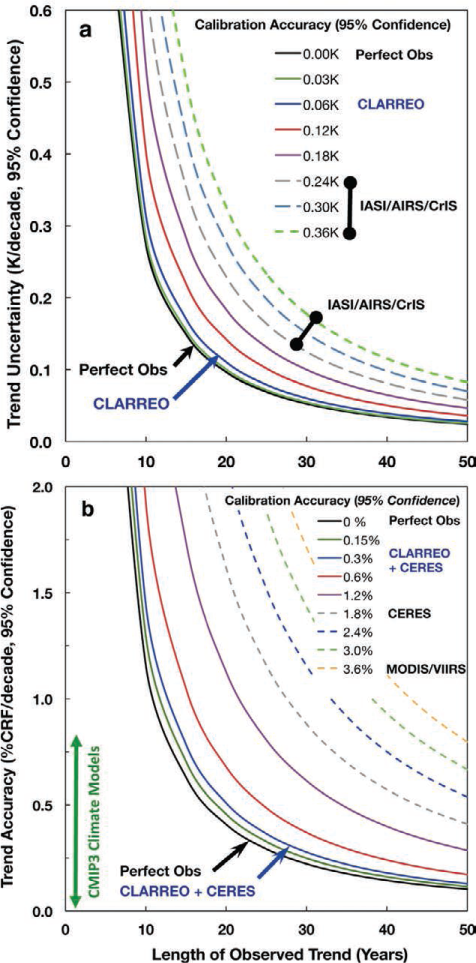 a
Calibration Accuracy (95% Confidence)
0.00K Perfect Obs
0.03K
0.06K CLARREO
0.12K
0.18K
0.24K
0.30K IASI/AIRS/CrIS
0.36K
IASI/AIRS/CrIS
Perfect Obs
CLARREO
Trend Uncertainty (K/decade, 95% Confidence)
0.6
0.5
0.4
0.3
0.2
0.1
0.0
0 10 20 30 40 50
b
Calibration Accuracy (95% Confidence)
0 % Perfect Obs
0.15% CLARREO
0.3% + CERES
0.6%
1.2%
1.8% CERES
2.4%
3.0%
3.6% MODIS/VIIRS
Perfect Obs
CLARREO + CERES
CMIP3 Climate Models
Trend Accuracy (%CRF/decade, 95% Confidence)
2.0
1.5
1.0
0.5
0.0
0 10 20 30 40 50
Length of Observed Trend (Years)